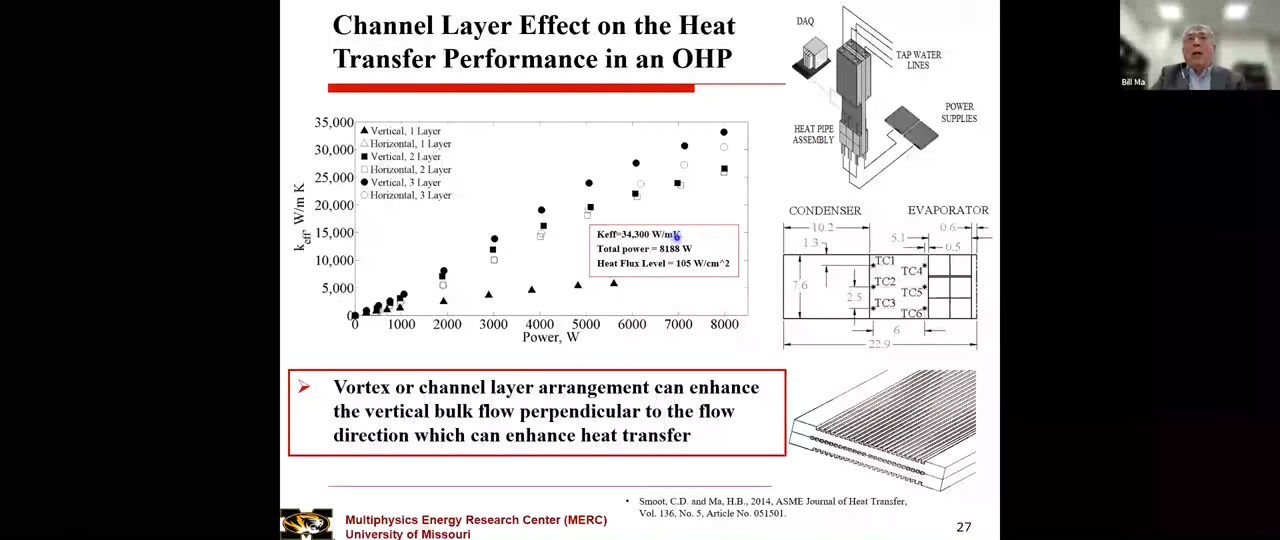 Channel Layer Effect on the Heat
Transfer Performance in an OHP
35,000
30,000
25,000
20,000
15,000
10,000
5,000
0
keff, W/m K
Vertical, 1 Layer
Horizontal, 1 Layer
Vertical, 2 Layer
Horizontal, 2 Layer
Vertical, 3 Layer
Horizontal, 3 Layer
Keff=34,300 W/mK
Total power = 8188 W
Heat Flux Level = 105 W/cm^2
0 1000 2000 3000 4000 5000 6000 7000 8000
Power, W
DAQ
TAP WATER
LINES
POWER
SUPPLIES
HEAT PIPE
ASSEMBLY
CONDENSER
EVAPORATOR
10.2
0.6
5.1
1.3
0.5
TC1
TC4
7.6
TC2
TC5
2.5
TC3
TC6
6
22.9
Vortex or channel layer arrangement can enhance
the vertical bulk flow perpendicular to the flow
direction which can enhance heat transfer
• Smoot, C.D. and Ma, H.B., 2014, ASME Journal of Heat Transfer,
Vol. 136, No. 5, Article No. 051501.
Multiphysics Energy Research Center (MERC)
University of Missouri
27
Bill Ma